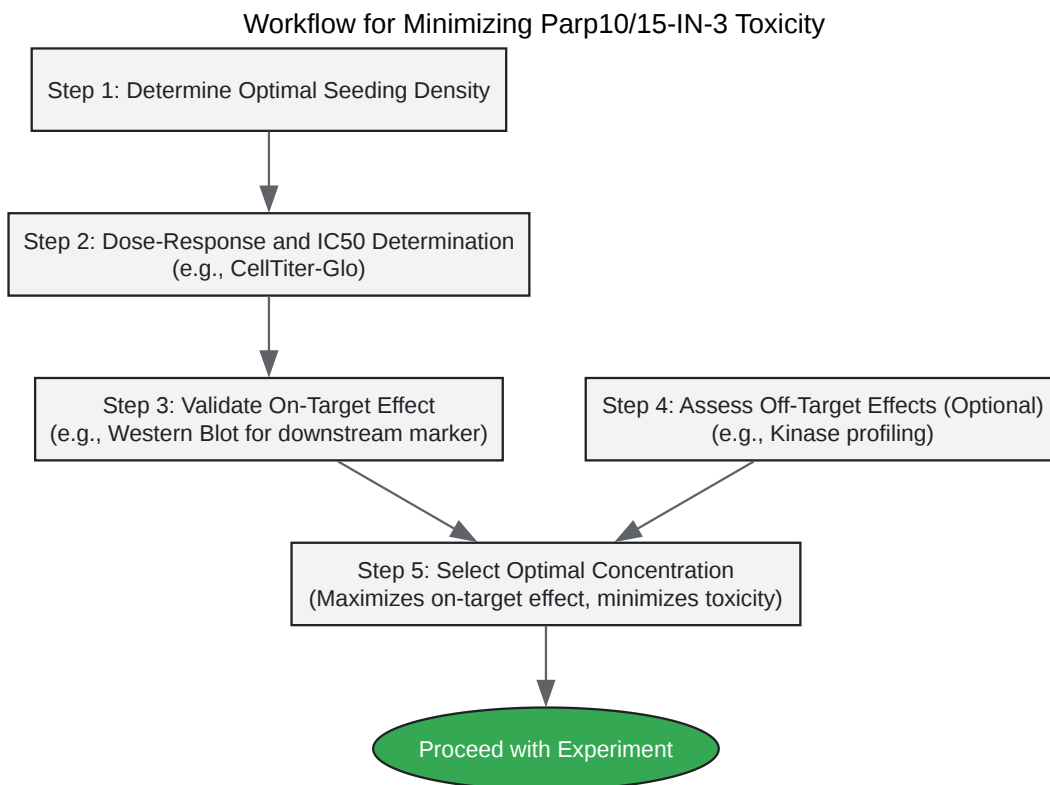 Workflow for Minimizing Parp10/15-IN-3 Toxicity
Step 1: Determine Optimal Seeding Density
Step 2: Dose-Response and IC50 Determination
(e.g., CellTiter-Glo)
Step 3: Validate On-Target Effect
(e.g., Western Blot for downstream marker)
Step 4: Assess Off-Target Effects (Optional)
(e.g., Kinase profiling)
Step 5: Select Optimal Concentration
(Maximizes on-target effect, minimizes toxicity)
Proceed with Experiment